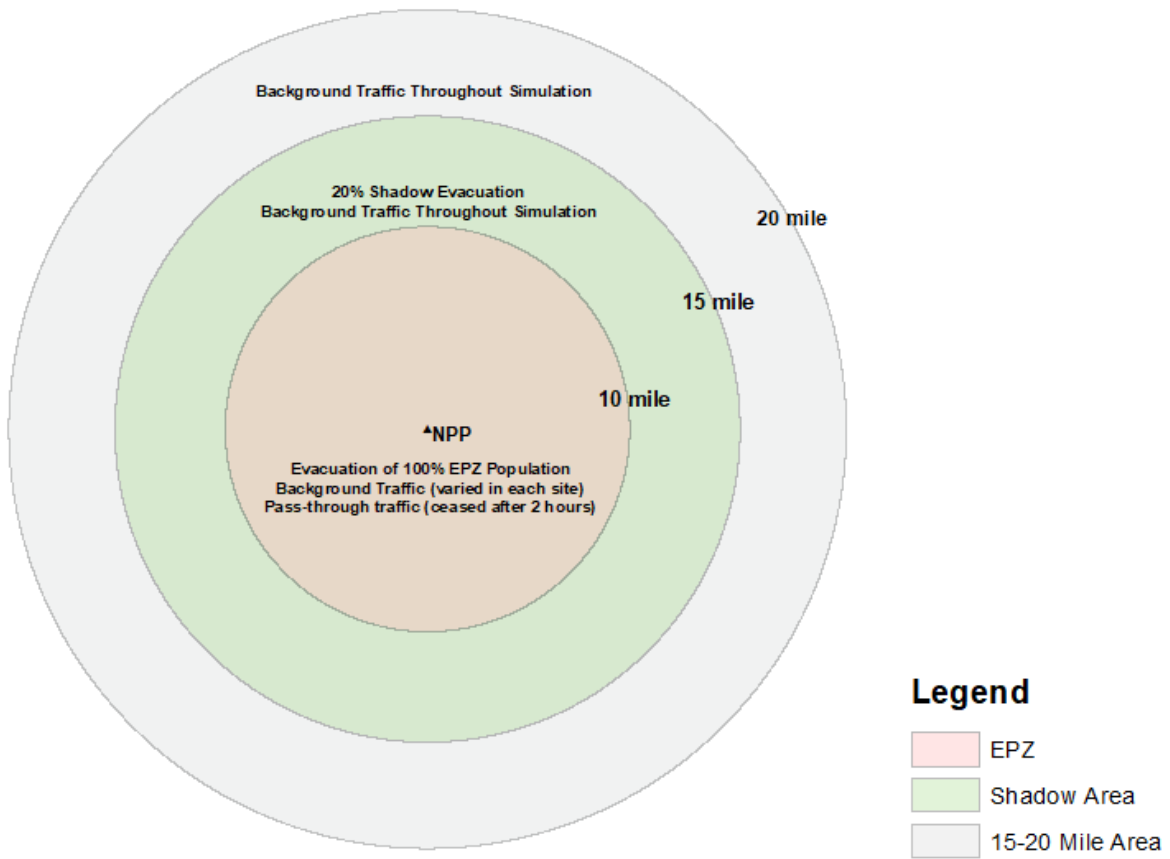 Background Traffic Throughout Simulation
20% Shadow Evacuation
Background Traffic Throughout Simulation
20 mile
15 mile
10 mile
NPP
Evacuation of 100% EPZ Population
Background Traffic (varied in each site)
Pass-through traffic (ceased after 2 hours)
Legend
EPZ
Shadow Area
15-20 Mile Area